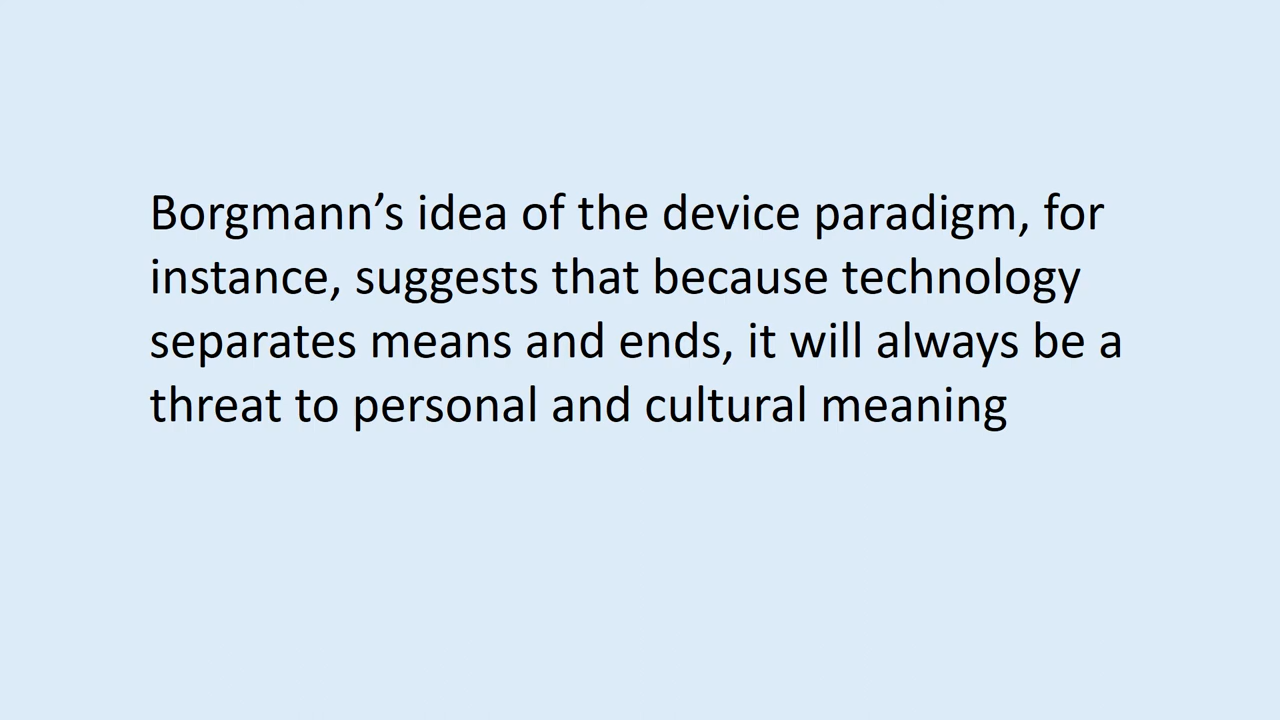 Borgmann’s idea of the device paradigm, for
instance, suggests that because technology
separates means and ends, it will always be a
threat to personal and cultural meaning